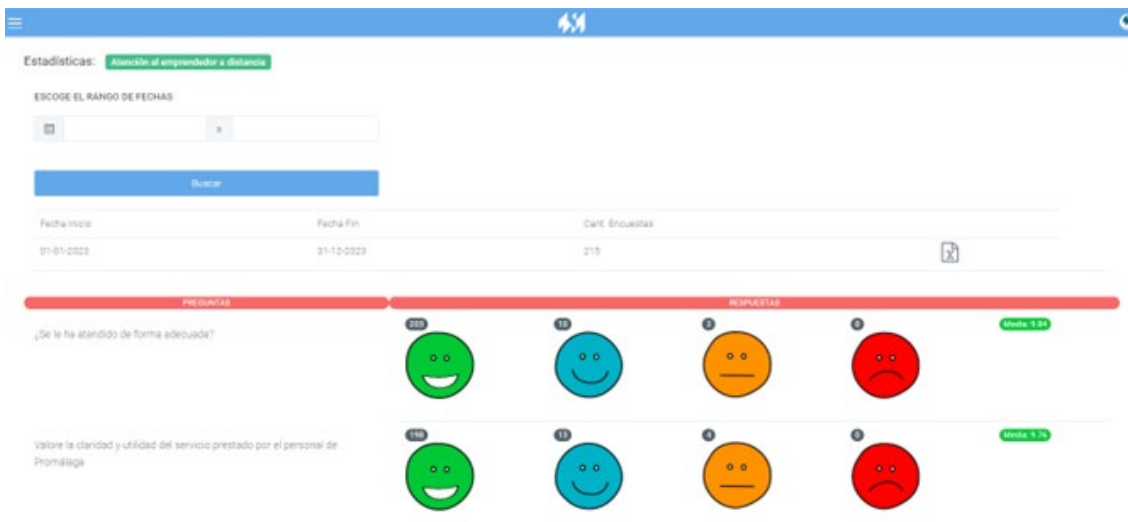 Estadísticas: Atención al emprendedor a distancia
ESCOGE EL RANGO DE FECHAS
a
Buscar
Fecha Inicio Fecha Fin Cant. Encuestas
01-01-2023 31-12-2023 215
PREGUNTAS RESPUESTAS
¿Se le ha atendido de forma adecuada? 203 10 2 0 Media: 9.84
Valore la claridad y utilidad del servicio prestado por el personal de
Promálaga
198 13 4 0 Media: 9.76